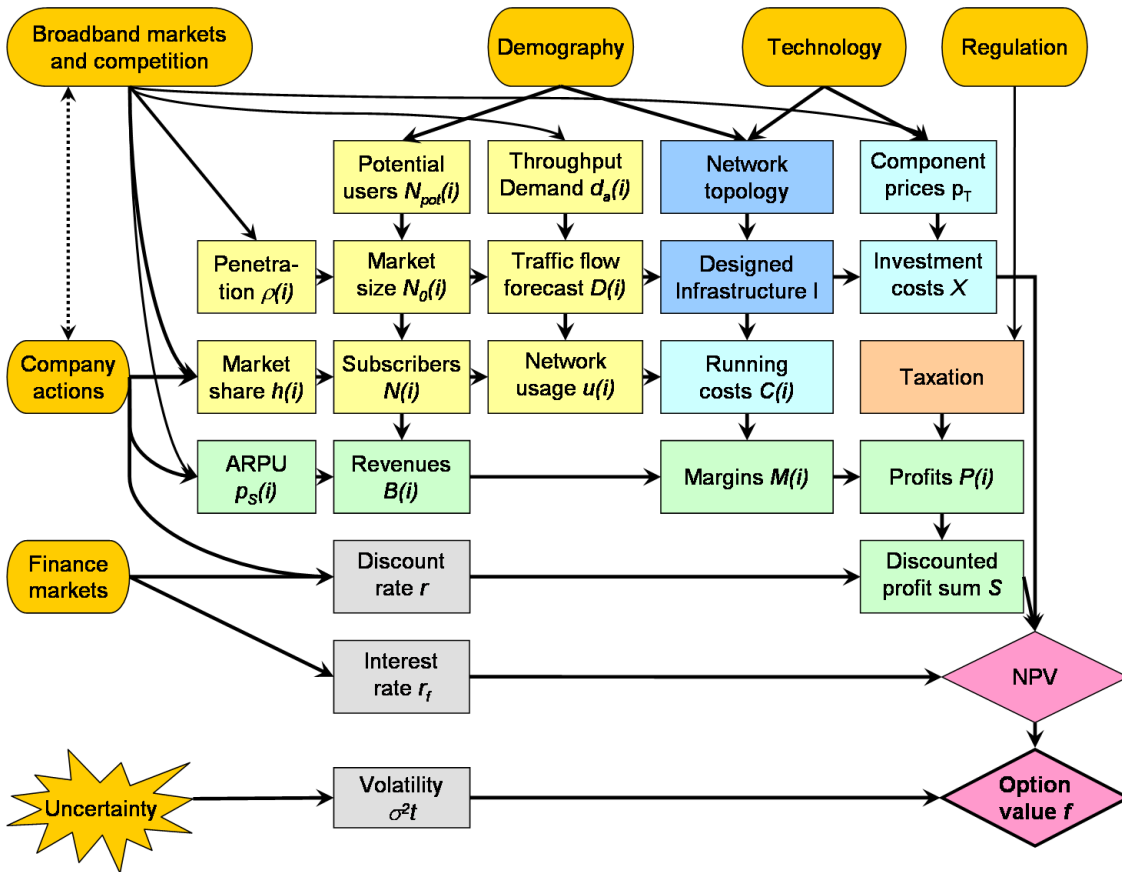 Broadband markets
and competition
Demography
Technology
Regulation
Potential
users N_pot(i)
Throughput
Demand d_a(i)
Network
topology
Component
prices p_T
Penetra-
tion ρ(i)
Market
size N_0(i)
Traffic flow
forecast D(i)
Designed
Infrastructure I
Investment
costs X
Company
actions
Market
share h(i)
Subscribers
N(i)
Network
usage u(i)
Running
costs C(i)
Taxation
ARPU
p_S(i)
Revenues
B(i)
Margins M(i)
Profits P(i)
Finance
markets
Discount
rate r
Discounted
profit sum S
Interest
rate r_f
NPV
Uncertainty
Volatility
σ²t
Option
value f